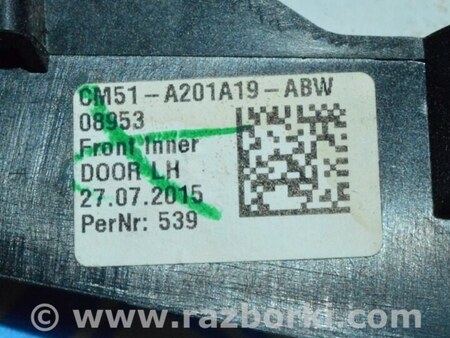 CM51-A201A19-ABW
08953
Front Inner
DOOR LH
27.07.2015
PerNr: 539
© www.razborki.com